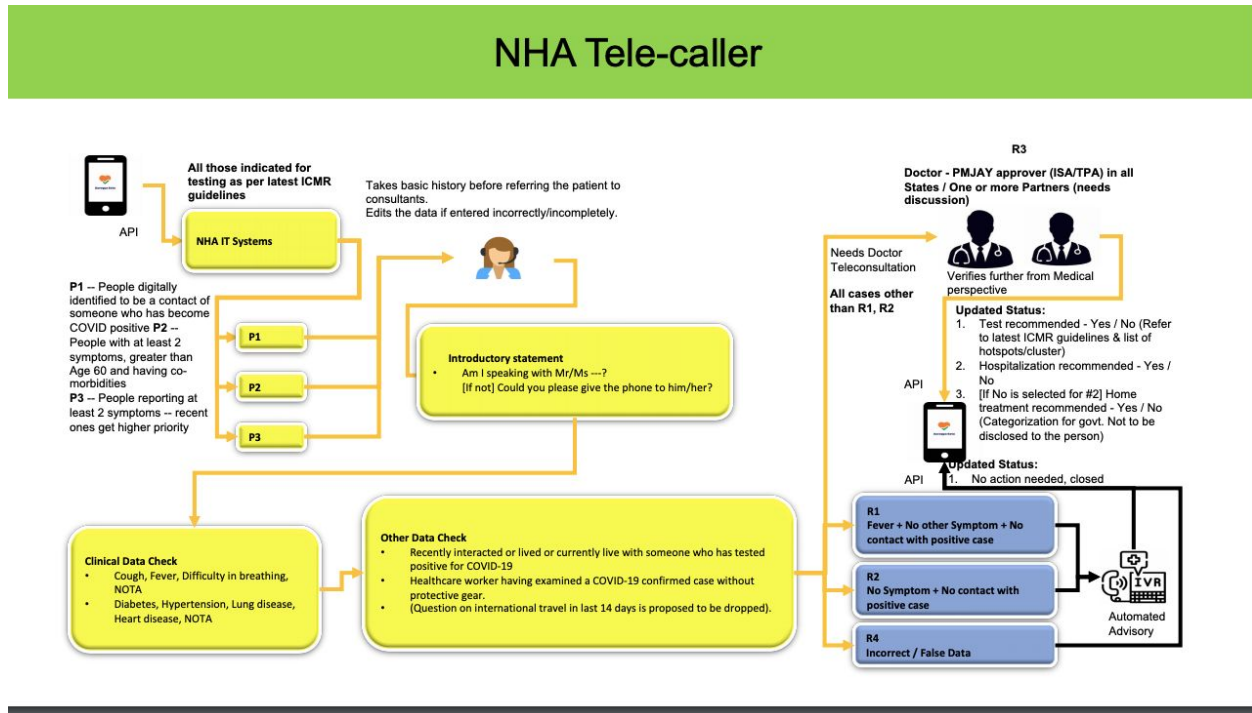 NHA Tele-caller
API
All those indicated for
testing as per latest ICMR
guidelines
NHA IT Systems
P1 -- People digitally
identified to be a contact of
someone who has become
COVID positive P2 --
People with at least 2
symptoms, greater than
Age 60 and having co-
morbidities
P3 -- People reporting at
least 2 symptoms -- recent
ones get higher priority
P1
P2
P3
Takes basic history before referring the patient to
consultants.
Edits the data if entered incorrectly/incompletely.
Introductory statement
• Am I speaking with Mr/Ms ---?
[If not] Could you please give the phone to him/her?
Clinical Data Check
• Cough, Fever, Difficulty in breathing,
NOTA
• Diabetes, Hypertension, Lung disease,
Heart disease, NOTA
Other Data Check
• Recently interacted or lived or currently live with someone who has tested
positive for COVID-19
• Healthcare worker having examined a COVID-19 confirmed case without
protective gear.
• (Question on international travel in last 14 days is proposed to be dropped).
R3
Doctor - PMJAY approver (ISA/TPA) in all
States / One or more Partners (needs
discussion)
Needs Doctor
Teleconsultation
All cases other
than R1, R2
Verifies further from Medical
perspective
Updated Status:
1. Test recommended - Yes / No (Refer
to latest ICMR guidelines & list of
hotspots/cluster)
2. Hospitalization recommended - Yes /
No
3. [If No is selected for #2] Home
treatment recommended - Yes / No
(Categorization for govt. Not to be
disclosed to the person)
API
Updated Status:
1. No action needed, closed
API
R1
Fever + No other Symptom + No
contact with positive case
R2
No Symptom + No contact with
positive case
R4
Incorrect / False Data
IVR
Automated
Advisory